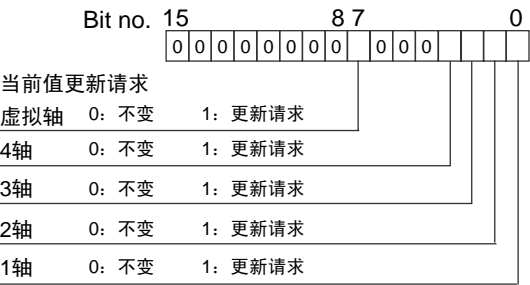 Bit no. 15 8 7 0
0 0 0 0 0 0 0 0 0 0 0
当前值更新请求
虚拟轴 0：不变 1：更新请求
4轴 0：不变 1：更新请求
3轴 0：不变 1：更新请求
2轴 0：不变 1：更新请求
1轴 0：不变 1：更新请求